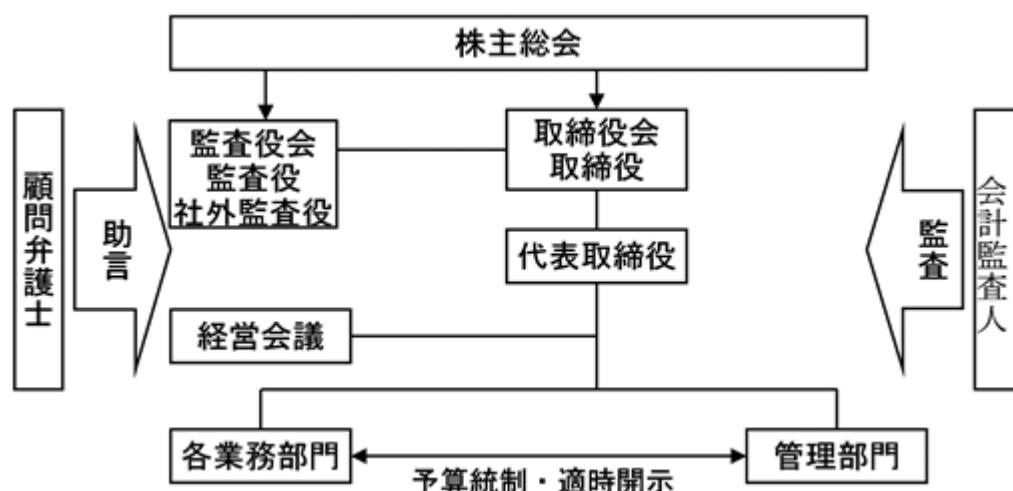 株主総会
監査役会
監査役
社外監査役
取締役会
取締役
顧問弁護士
助言
代表取締役
監査
会計監査人
経営会議
各業務部門
管理部門
予算統制・適時開示